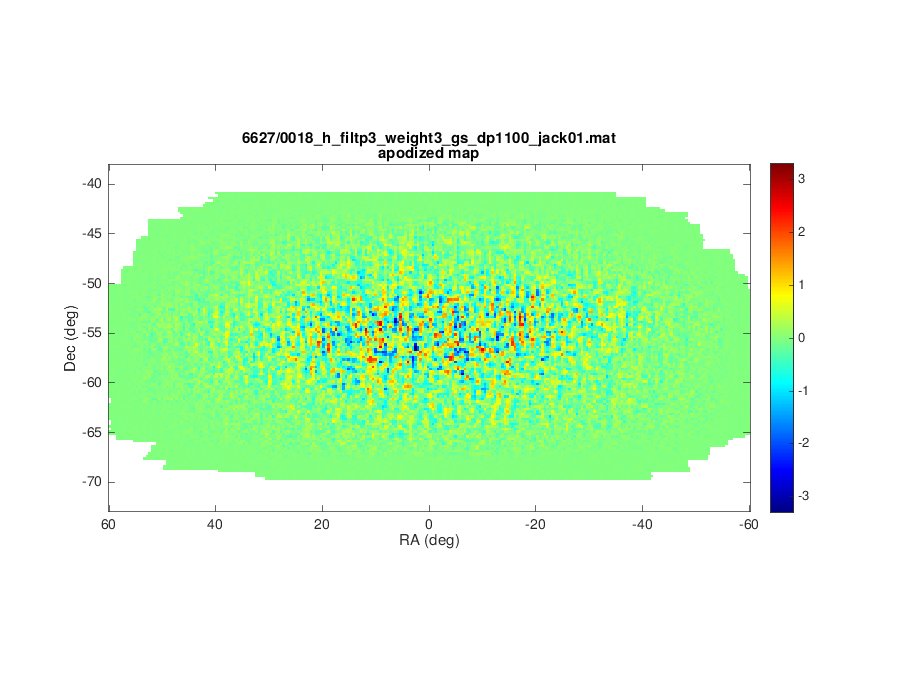 6627/0018_h_filtp3_weight3_gs_dp1100_jack01.mat
apodized map
-40
-45
-50
-55
-60
-65
-70
Dec (deg)
60 40 20 0 -20 -40 -60
RA (deg)
3
2
1
0
-1
-2
-3